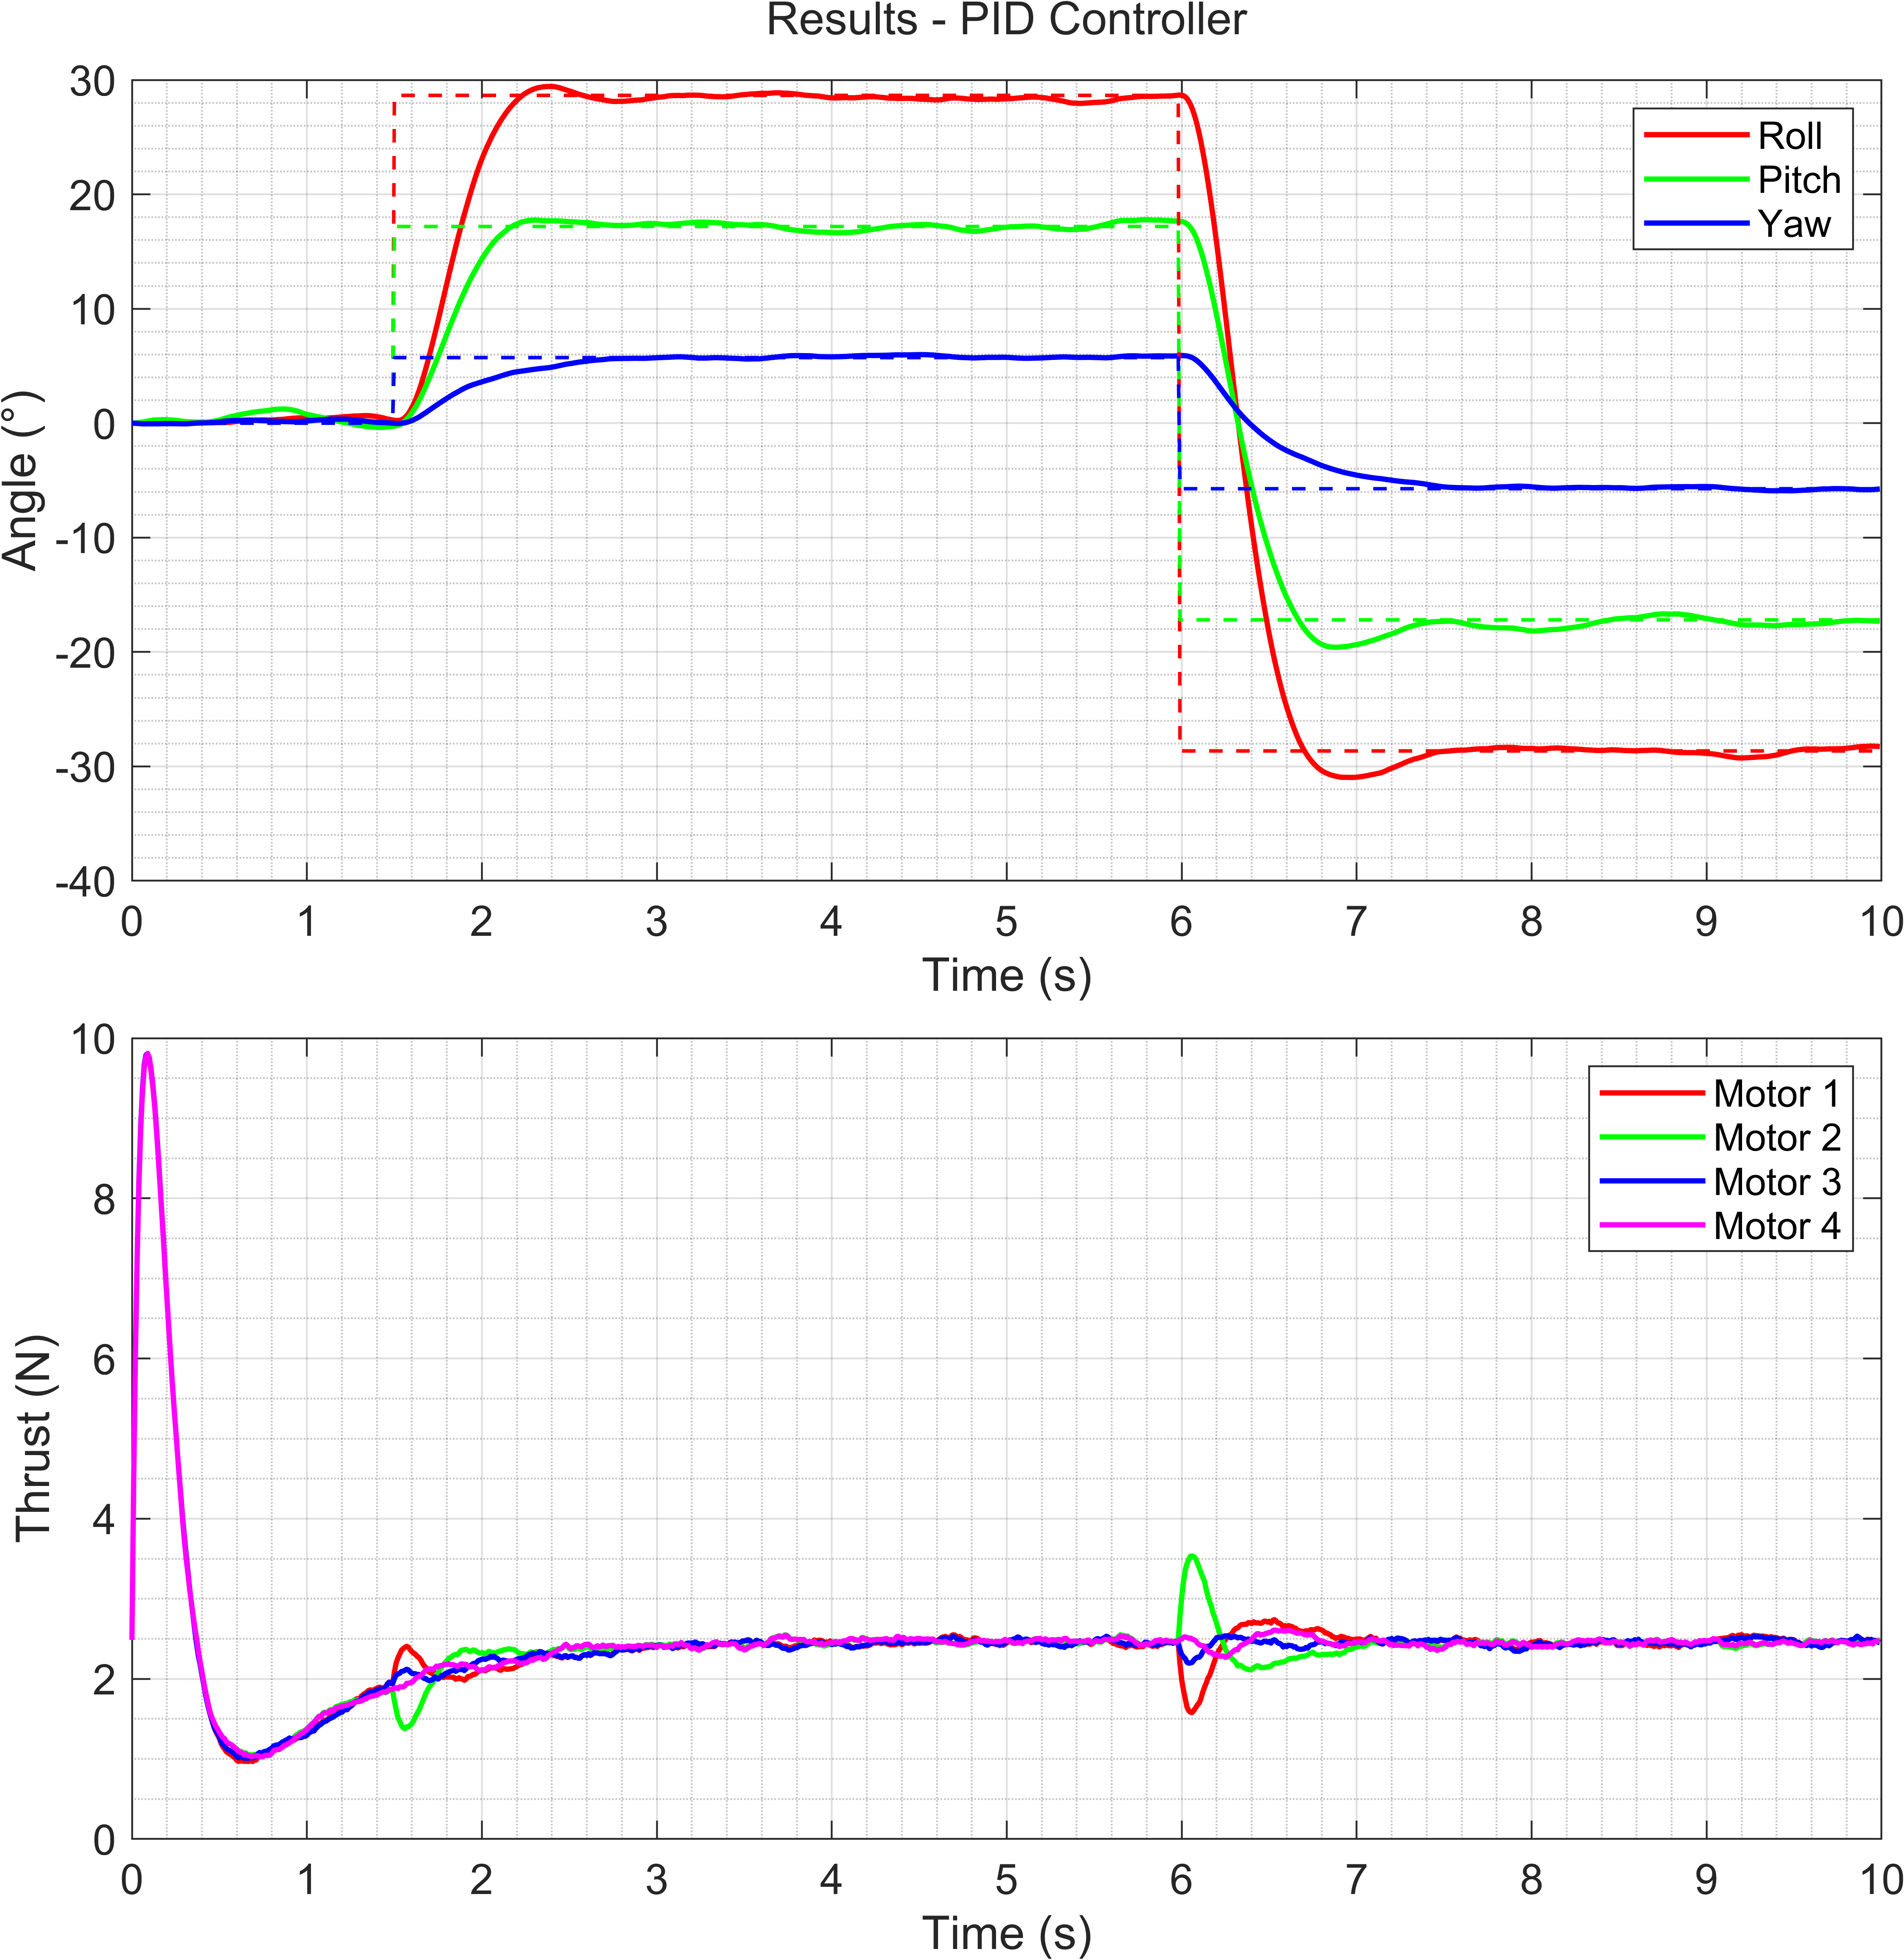 Results - PID Controller
30
20
10
0
-10
-20
-30
-40
Angle (°)
Roll
Pitch
Yaw
0 1 2 3 4 5 6 7 8 9 10
Time (s)
10
8
6
4
2
0
Thrust (N)
Motor 1
Motor 2
Motor 3
Motor 4
0 1 2 3 4 5 6 7 8 9 10
Time (s)